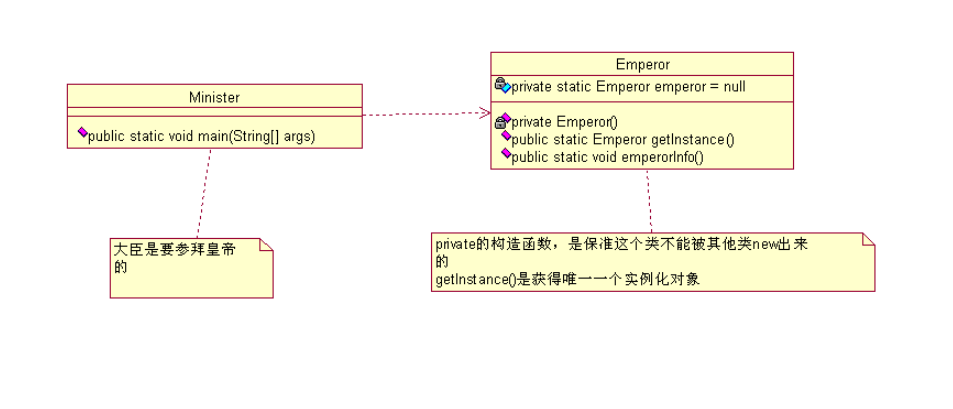 Minister
public static void main(String[] args)
Emperor
private static Emperor emperor = null
private Emperor()
public static Emperor getInstance()
public static void emperorInfo()
大臣是要参拜皇帝
的
private的构造函数，是保准这个类不能被其他类new出来
的
getInstance()是获得唯一一个实例化对象